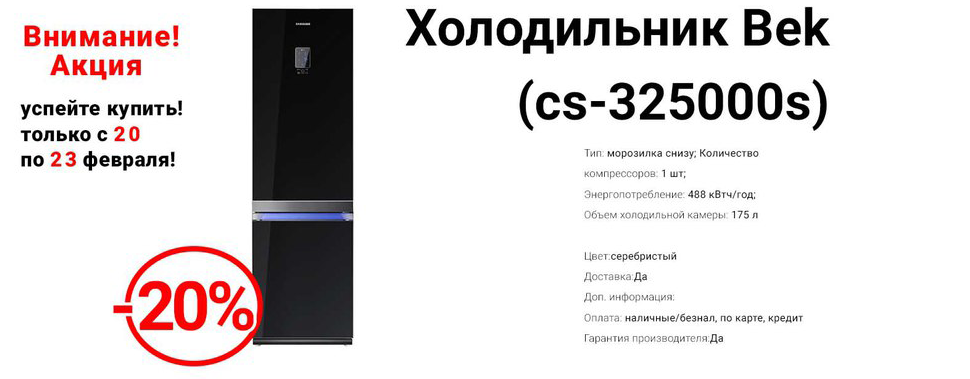 Внимание!
Акция
успейте купить!
только с 20
по 23 февраля!
SAMSUNG
-20%
Холодильник Bek
(cs-325000s)
Тип: морозилка снизу; Количество
компрессоров: 1 шт;
Энергопотребление: 488 кВтч/год;
Объем холодильной камеры: 175 л
Цвет:серебристый
Доставка:Да
Доп. информация:
Оплата: наличные/безнал, по карте, кредит
Гарантия производителя:Да